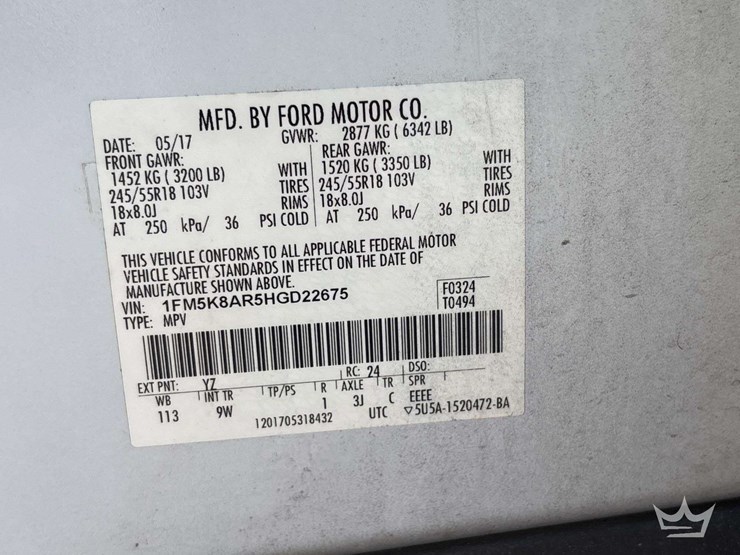 MFD. BY FORD MOTOR CO.
DATE: 05/17 GVWR: 2877 KG ( 6342 LB)
FRONT GAWR: REAR GAWR:
1452 KG ( 3200 LB) WITH 1520 KG ( 3350 LB) WITH
245/55R18 103V TIRES 245/55R18 103V TIRES
18x8.0J RIMS 18x8.0J RIMS
AT 250 kPa/ 36 PSI COLD AT 250 kPa/ 36 PSI COLD
THIS VEHICLE CONFORMS TO ALL APPLICABLE FEDERAL MOTOR
VEHICLE SAFETY STANDARDS IN EFFECT ON THE DATE OF
MANUFACTURE SHOWN ABOVE.
VIN: 1FM5K8AR5HGD22675 F0324
TYPE: MPV T0494
EXT PNT: YZ RC: 24 DSO:
WB INT TR TP/PS R AXLE TR SPR
113 9W 1 3J C EEEE
1201705318432 UTC ▽5U5A-1520472-BA